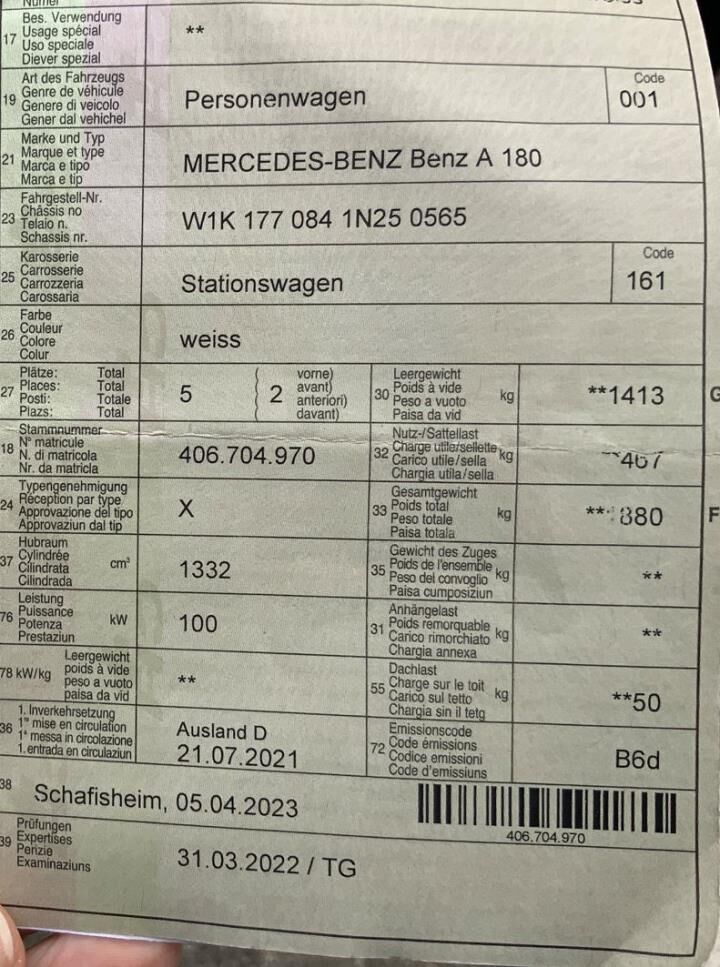 Numer
17
Bes. Verwendung
Usage spécial
Uso speciale
Diever spezial
**
19
Art des Fahrzeugs
Genre de véhicule
Genere di veicolo
Gener dal vehichel
Personenwagen
Code
001
21
Marke und Typ
Marque et type
Marca e tipo
Marca e tip
MERCEDES-BENZ Benz A 180
23
Fahrgestell-Nr.
Châssis no
Telaio n.
Schassis nr.
W1K 177 084 1N25 0565
25
Karosserie
Carrosserie
Carrozzeria
Carossaria
Stationswagen
Code
161
26
Farbe
Couleur
Colore
Colur
weiss
27
Plätze: Total
Places: Total
Posti: Totale
Plazs: Total
5
( 2 vorne)
avant)
anteriori)
davant)
30
Leergewicht
Poids à vide kg
Peso a vuoto
Paisa da vid
**1413
G
18
Stammnummer
N° matricule
N. di matricola
Nr. da matricla
406.704.970
32
Nutz-/Sattellast
Charge utile/sellette kg
Carico utile/sella
Chargia utila/sella
**467
24
Typengenehmigung
Réception par type
Approvazione del tipo
Approvaziun dal tip
X
33
Gesamtgewicht
Poids total kg
Peso totale
Paisa totala
880
F
37
Hubraum
Cylindrée cm³
Cilindrata
Cilindrada
1332
35
Gewicht des Zuges
Poids de l'ensemble kg
Peso del convoglio
Paisa cumposiziun
**
76
Leistung
Puissance kW
Potenza
Prestaziun
100
31
Anhängelast
Poids remorquable kg
Carico rimorchiato
Chargia annexa
**
78 kW/kg
Leergewicht
poids à vide
peso a vuoto
paisa da vid
**
55
Dachlast
Charge sur le toit kg
Carico sul tetto
Chargia sin il tetg
**50
36
1. Inverkehrsetzung
1re mise en circulation
1a messa in circolazione
1. entrada en circulaziun
Ausland D
21.07.2021
72
Emissionscode
Code émissions
Codice emissioni
Code d'emissiuns
B6d
38
Schafisheim, 05.04.2023
406.704.970
39
Prüfungen
Expertises
Perizie
Examinaziuns
31.03.2022 / TG